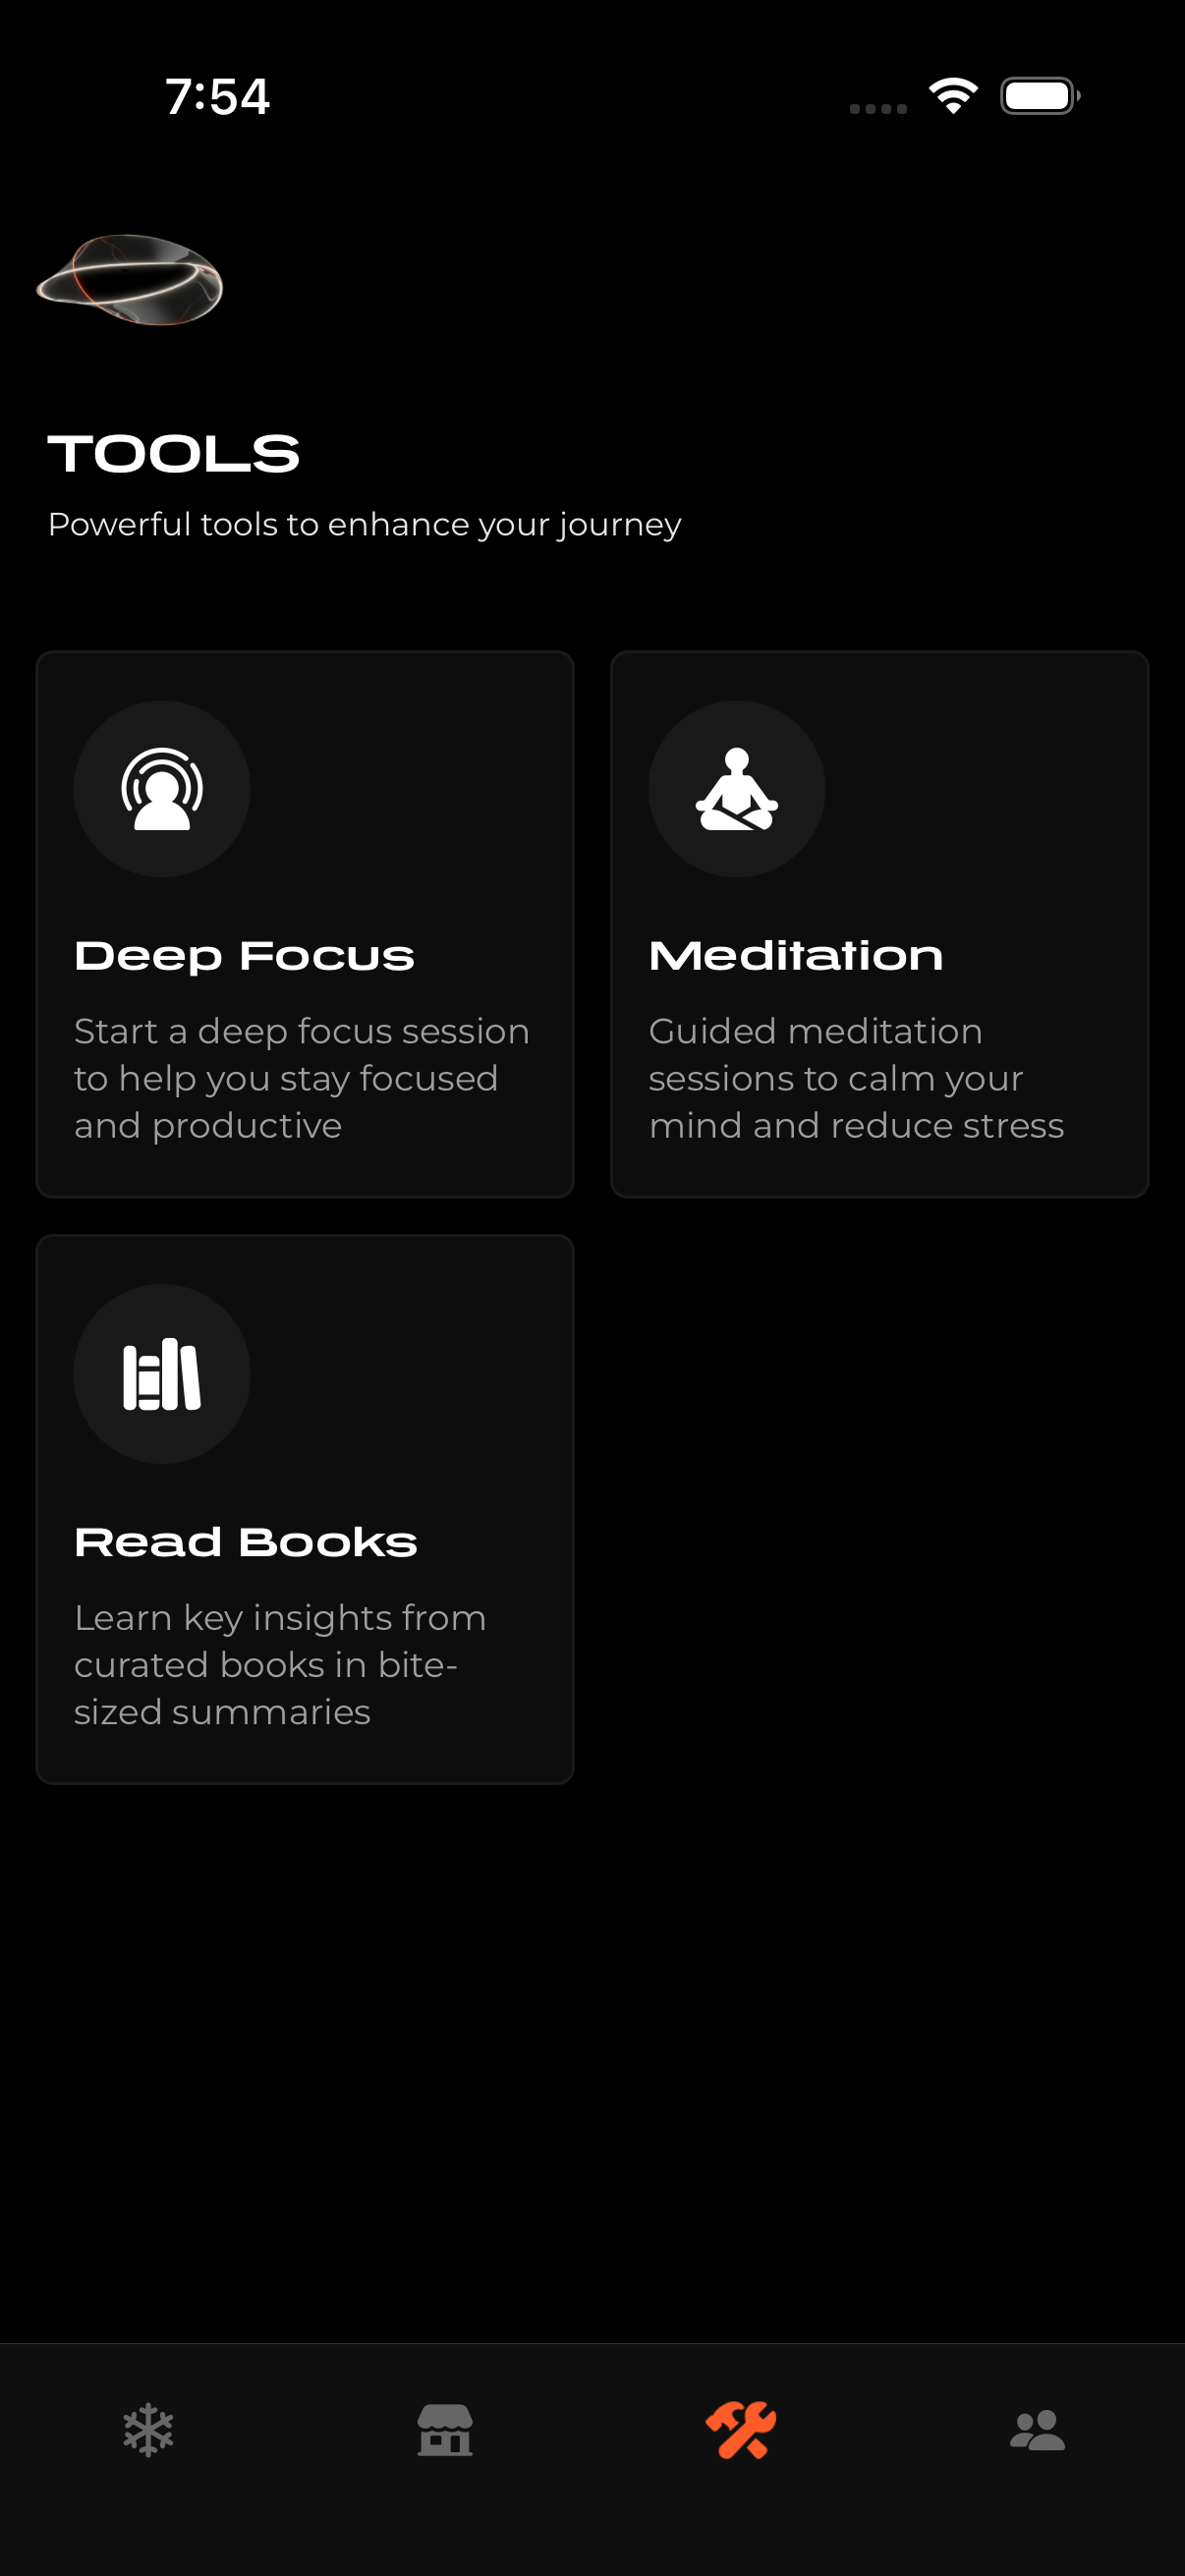 7:54
TOOLS
Powerful tools to enhance your journey
Deep Focus
Start a deep focus session
to help you stay focused
and productive
Meditation
Guided meditation
sessions to calm your
mind and reduce stress
Read Books
Learn key insights from
curated books in bite-
sized summaries